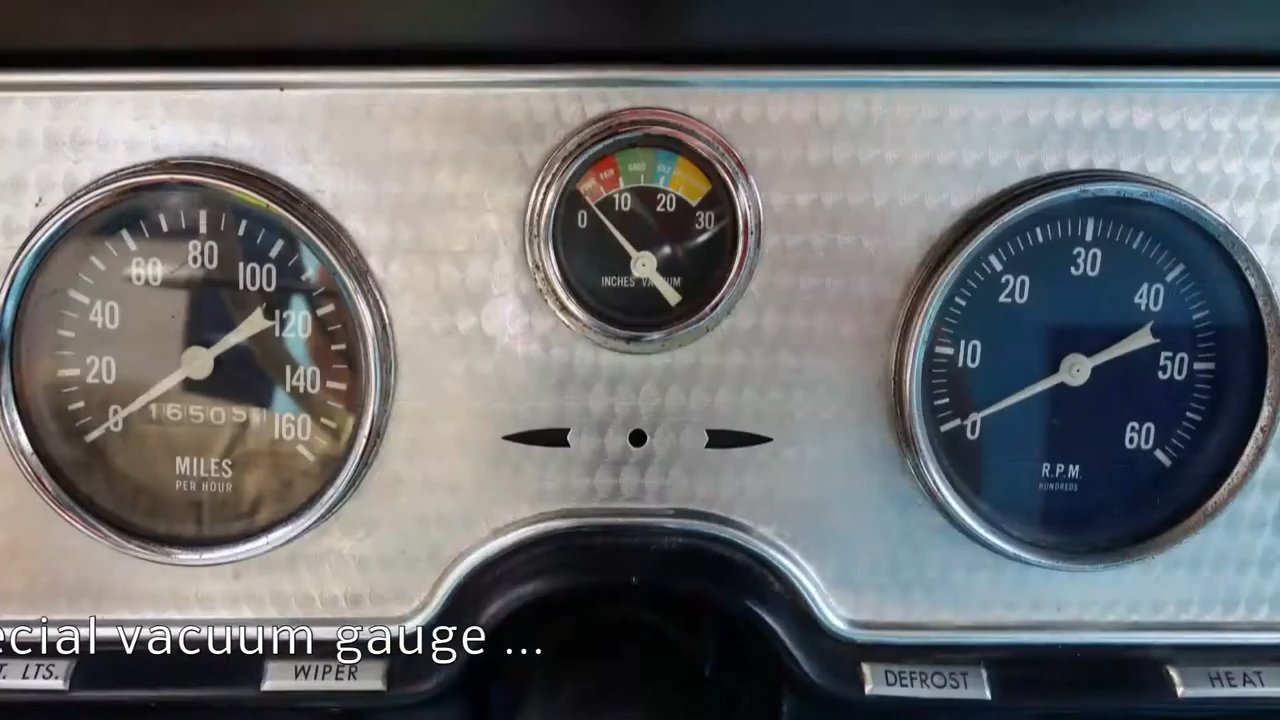 FAIR
GOOD
0
10
20
30
INCHES VACUUM
0
20
40
60
80
100
120
140
160
16505
MILES
PER HOUR
0
10
20
30
40
50
60
R.P.M.
HUNDREDS
ecial vacuum gauge ...
T. LTS.
WIPER
DEFROST
HEAT